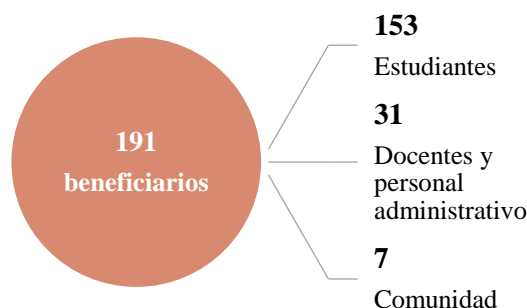 191
beneficiarios
153
Estudiantes
31
Docentes y
personal
administrativo
7
Comunidad